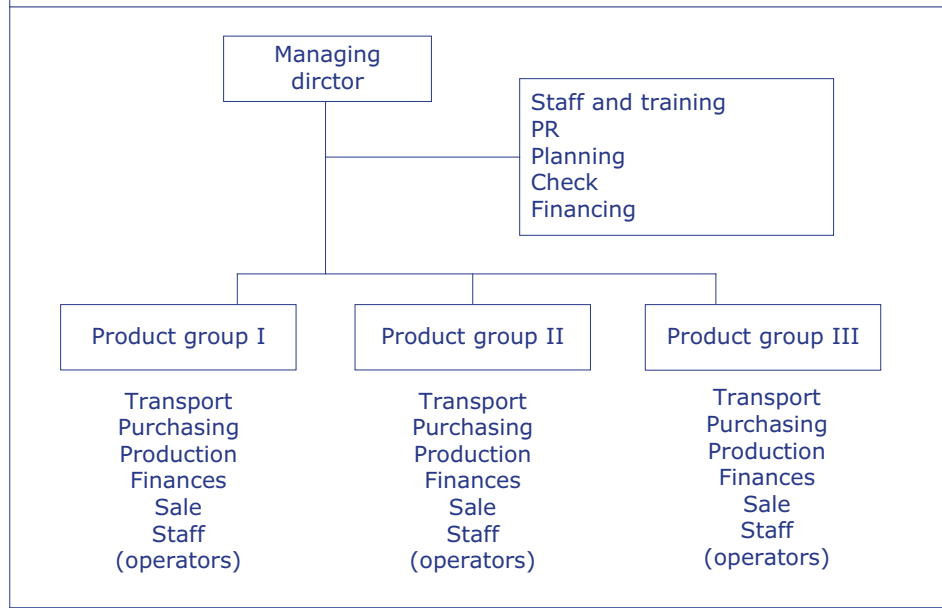 Managing
dirctor
Staff and training
PR
Planning
Check
Financing
Product group I
Product group II
Product group III
Transport
Purchasing
Production
Finances
Sale
Staff
(operators)
Transport
Purchasing
Production
Finances
Sale
Staff
(operators)
Transport
Purchasing
Production
Finances
Sale
Staff
(operators)